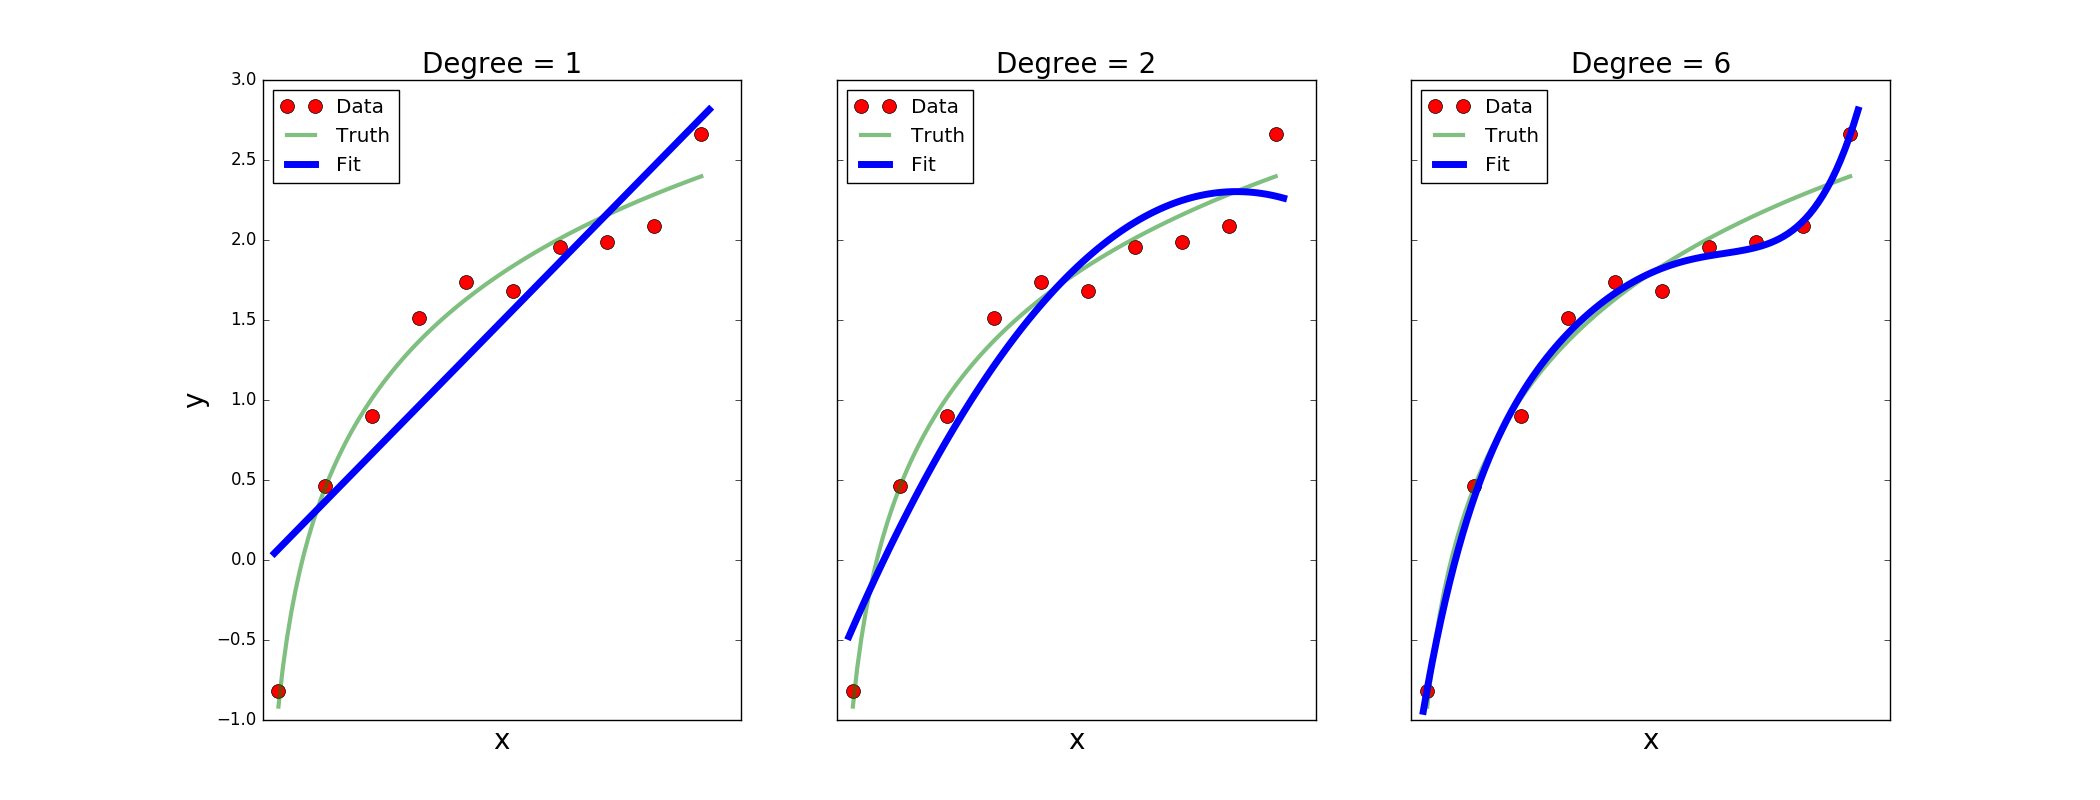 Degree = 1
Degree = 2
Degree = 6
3.0
2.5
2.0
1.5
1.0
0.5
0.0
−0.5
−1.0
y
Data
Truth
Fit
Data
Truth
Fit
Data
Truth
Fit
x
x
x